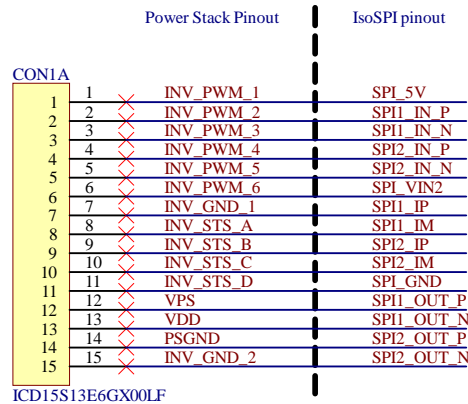 Power Stack Pinout IsoSPI pinout
CON1A
1 1 INV_PWM_1 SPI_5V
2 2 INV_PWM_2 SPI1_IN_P
3 3 INV_PWM_3 SPI1_IN_N
4 4 INV_PWM_4 SPI2_IN_P
5 5 INV_PWM_5 SPI2_IN_N
6 6 INV_PWM_6 SPI_VIN2
7 7 INV_GND_1 SPI1_IP
8 8 INV_STS_A SPI1_IM
9 9 INV_STS_B SPI2_IP
10 10 INV_STS_C SPI2_IM
11 11 INV_STS_D SPI_GND
12 12 VPS SPI1_OUT_P
13 13 VDD SPI1_OUT_N
14 14 PSGND SPI2_OUT_P
15 15 INV_GND_2 SPI2_OUT_N
ICD15S13E6GX00LF